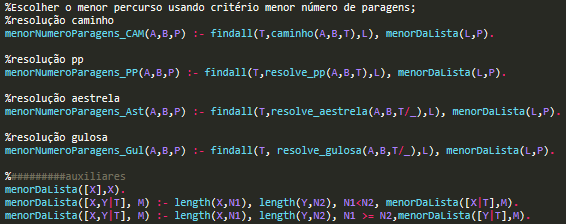 %Escolher o menor percurso usando critério menor número de paragens;
%resolução caminho
menorNumeroParagens_CAM(A,B,P) :- findall(T,caminho(A,B,T),L), menorDaLista(L,P).
%resolução pp
menorNumeroParagens_PP(A,B,P) :- findall(T,resolve_pp(A,B,T),L), menorDaLista(L,P).
%resolução aestrela
menorNumeroParagens_Ast(A,B,P) :- findall(T,resolve_aestrela(A,B,T/_),L), menorDaLista(L,P).
%resolução gulosa
menorNumeroParagens_Gul(A,B,P) :- findall(T, resolve_gulosa(A,B,T/_),L), menorDaLista(L,P).
%#########auxiliares
menorDaLista([X],X).
menorDaLista([X,Y|T], M) :- length(X,N1), length(Y,N2), N1<N2, menorDaLista([X|T],M).
menorDaLista([X,Y|T], M) :- length(X,N1), length(Y,N2), N1 >= N2,menorDaLista([Y|T],M).